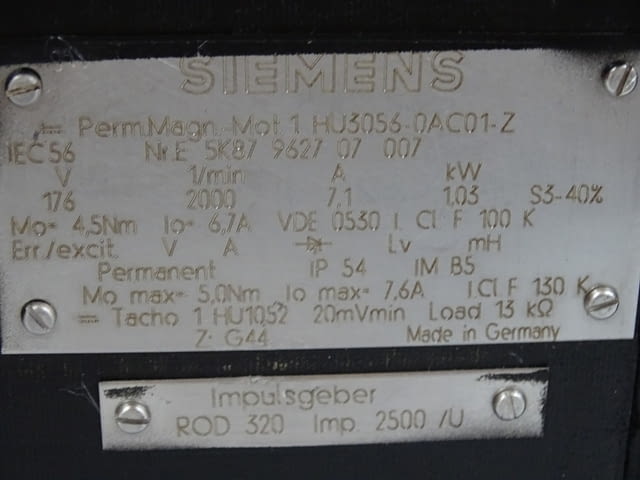 SIEMENS
Perm.Magn.-Mot 1 HU3056-0AC01-Z
IEC 56 Nr.E 5K87 9627 07 007
V 1/min A kW
176 2000 7,1 1,03 S3-40%
Mo= 4,5Nm Io= 6,7A VDE 0530 I. Cl F 100 K
Err./excit. V A Lv mH
Permanent IP 54 IM B5
Mo max= 5,0Nm, Io max= 7,6A I.Cl F 130 K
Tacho 1 HU1052 20mVmin Load 13 kΩ
Z: G44 Made in Germany
Impulsgeber
ROD 320 Imp. 2500 /U